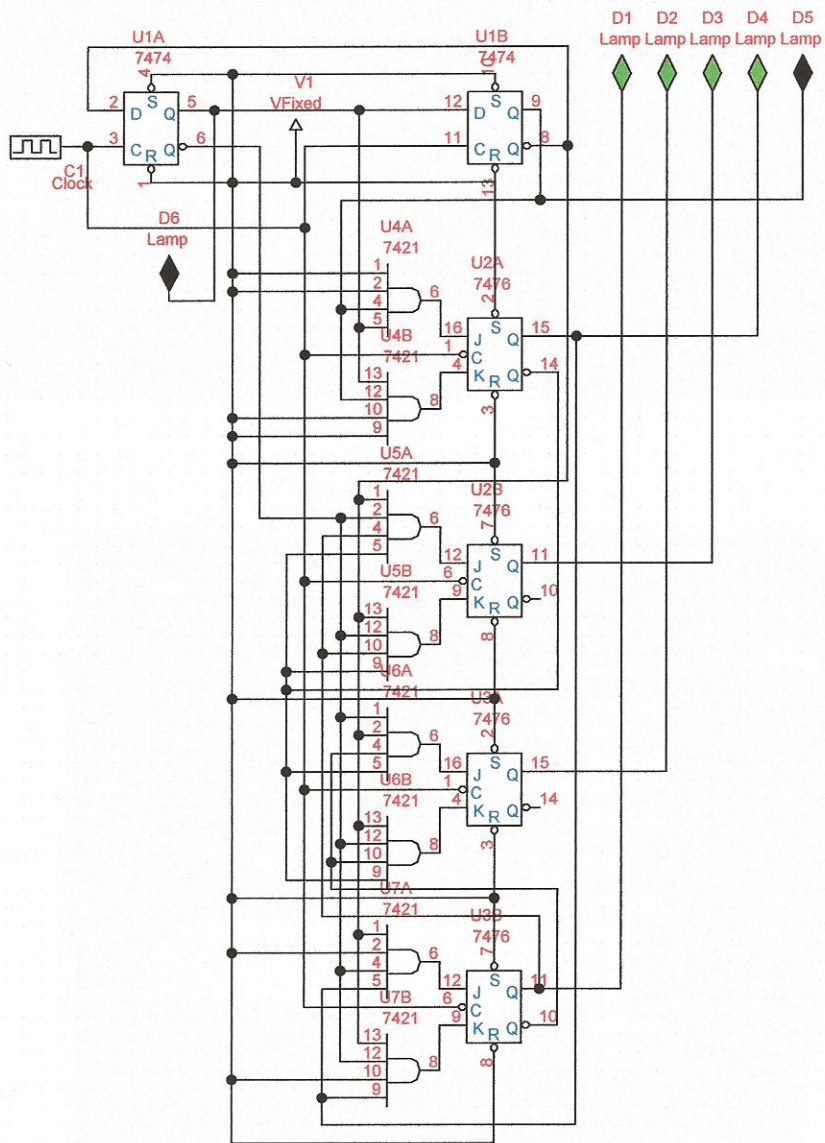 D1 D2 D3 D4 D5
Lamp Lamp Lamp Lamp Lamp
U1A
7474
4
S
2 D Q 5
3 C Q 6
R
1
C1
Clock
V1
VFixed
U1B
7474
S
12 D Q 9
11 C Q 8
R
13
D6
Lamp
U4A
7421
1
2
4
5
6
U2A
7476
2
S
16 J Q 15
1 C
4 K Q 14
R
3
U4B
7421
13
12
10
9
8
U5A
7421
1
2
4
5
6
U2B
7476
7
S
12 J Q 11
6 C
9 K Q 10
R
8
U5B
7421
13
12
10
9
8
U6A
7421
1
2
4
5
6
U3A
7476
2
S
16 J Q 15
1 C
4 K Q 14
R
3
U6B
7421
13
12
10
9
8
U7A
7421
1
2
4
5
6
U3B
7476
7
S
12 J Q 11
6 C
9 K Q 10
R
8
U7B
7421
13
12
10
9
8